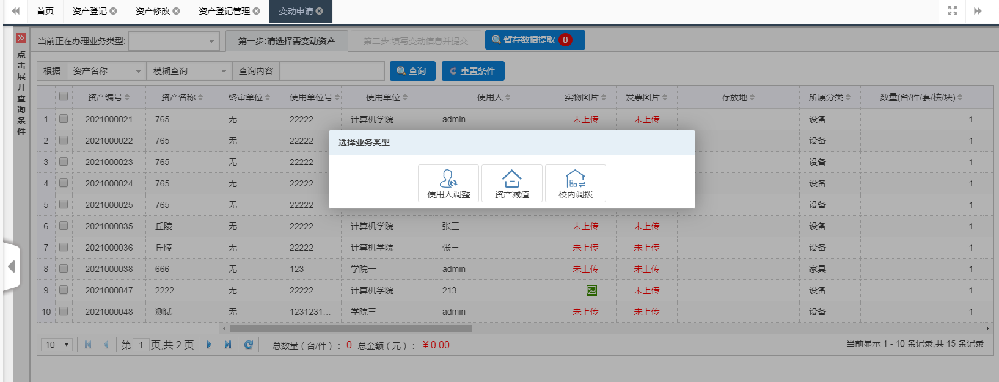 首页 资产登记 资产修改 资产登记管理 变动申请
点击展开查询条件
当前正在办理业务类型: 第一步:请选择需变动资产 第二步:填写变动信息并提交 暂存数据提取 0
根据 资产名称 模糊查询 查询内容 查询 重置条件
资产编号 资产名称 终审单位 使用单位号 使用单位 使用人 实物图片 发票图片 存放地 所属分类 数量(台/件/套/栋/块)
1 2021000021 765 无 22222 计算机学院 admin 未上传 未上传 设备 1
2 2021000022 765 无 22222 设备 1
3 2021000023 765 无 22222 设备 1
4 2021000024 765 无 22222 设备 1
5 2021000025 765 无 22222 设备 1
6 2021000035 丘陵 无 22222 计算机学院 张三 未上传 未上传 设备 1
7 2021000036 丘陵 无 22222 计算机学院 张三 未上传 未上传 设备 1
8 2021000038 666 无 123 学院一 admin 未上传 未上传 家具 1
9 2021000047 2222 无 22222 计算机学院 213 未上传 设备 1
10 2021000048 测试 无 1231231... 学院三 admin 未上传 未上传 设备 1
选择业务类型
使用人调整 资产减值 校内调拨
10 第 1 页,共 2 页 总数量（台/件）： 0 总金额（元）： ￥0.00 当前显示 1 - 10 条记录,共 15 条记录